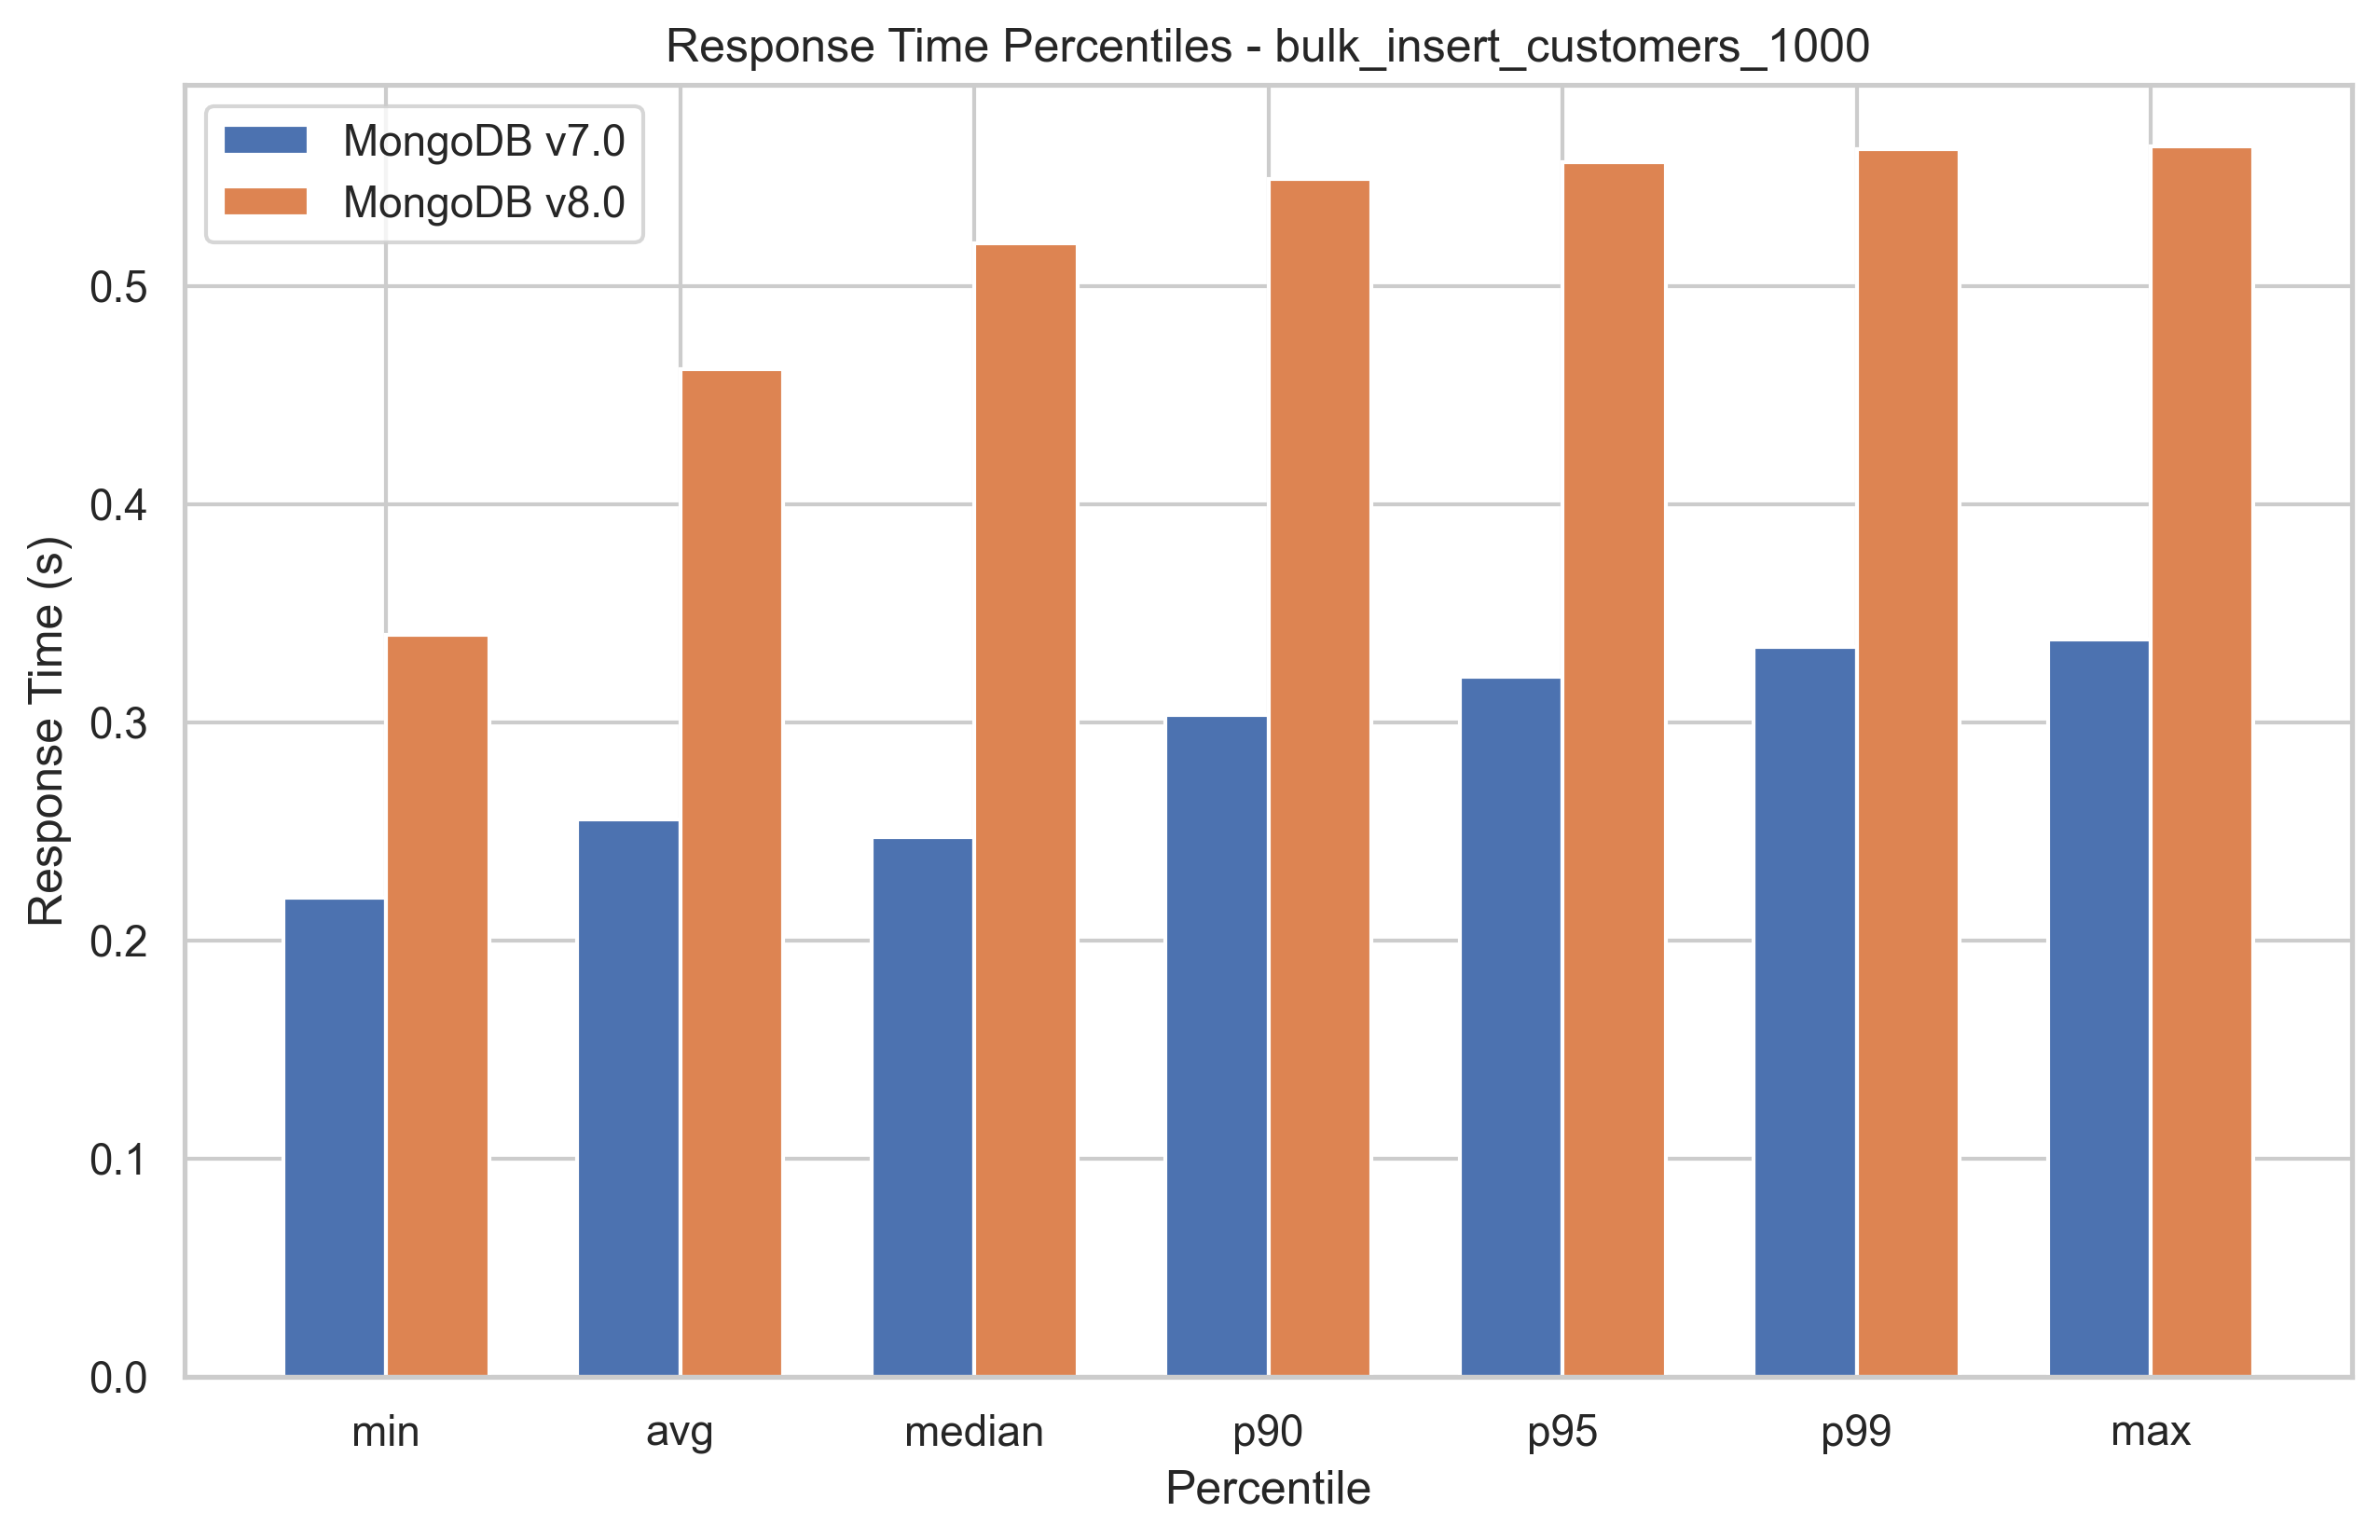 Response Time Percentiles - bulk_insert_customers_1000
MongoDB v7.0
MongoDB v8.0
Response Time (s)
0.5
0.4
0.3
0.2
0.1
0.0
min
avg
median
p90
p95
p99
max
Percentile